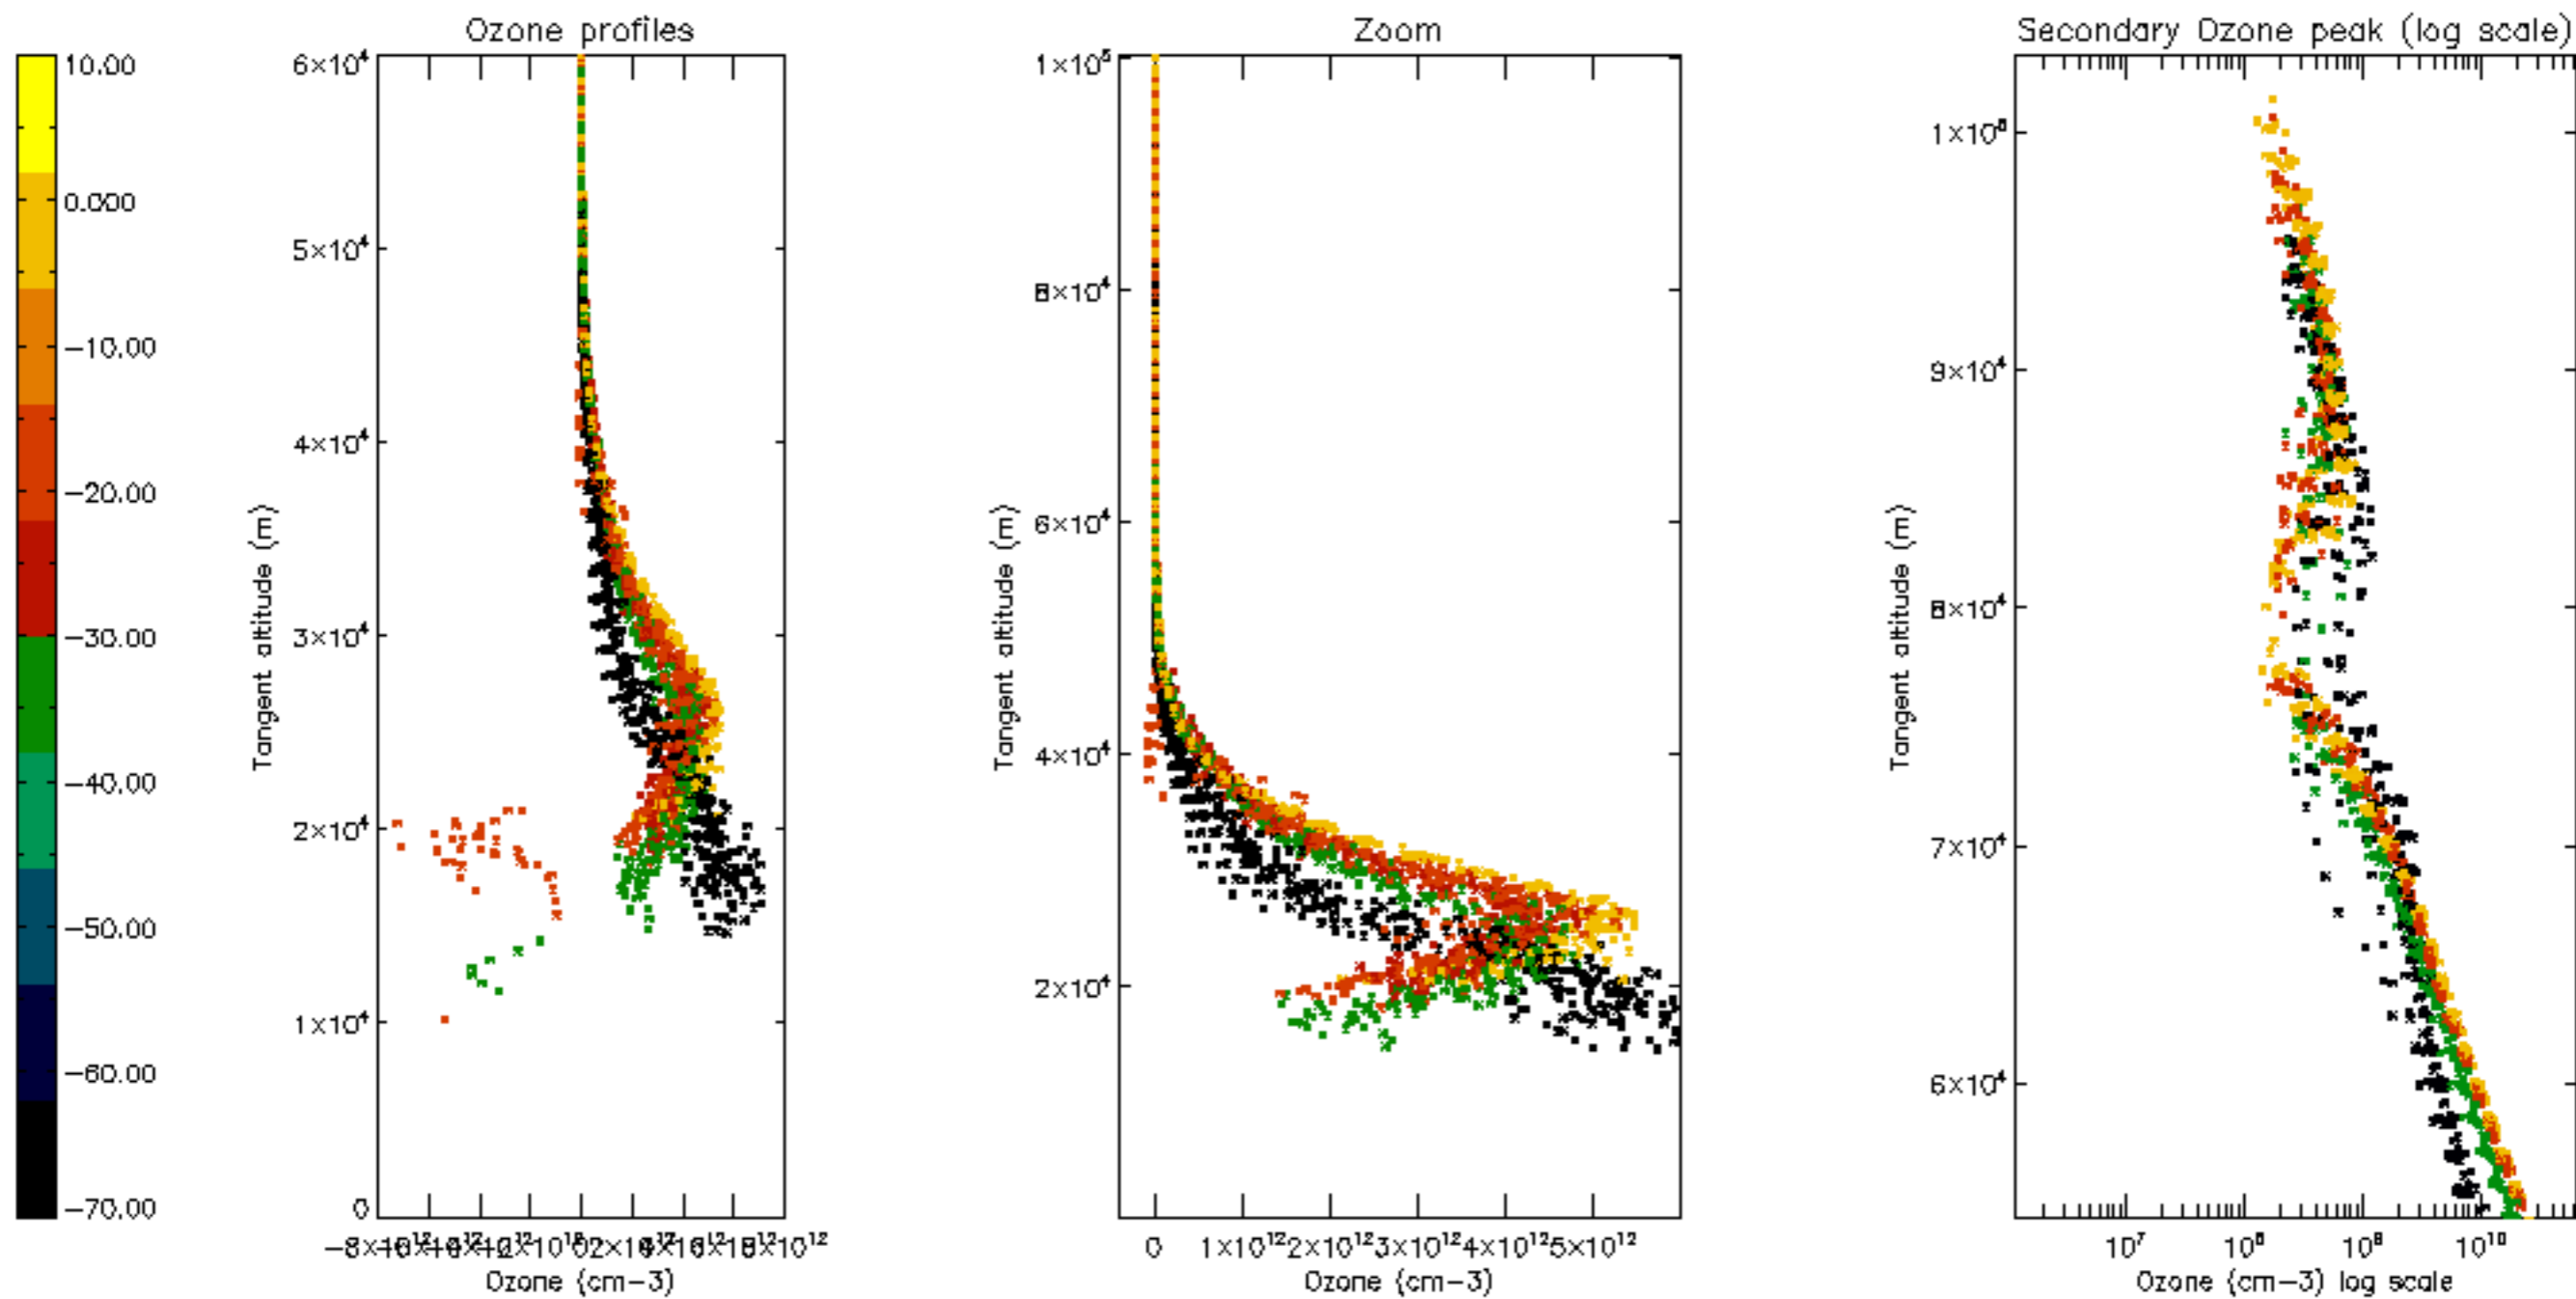 Ozone profiles
Zoom
Secondary Ozone peak (log scale)
10.00
0.000
−10.00
−20.00
−30.00
−40.00
−50.00
−60.00
−70.00
Tangent altitude (m)
6×10⁴
5×10⁴
4×10⁴
3×10⁴
2×10⁴
1×10⁴
0
Ozone (cm−3)
Tangent altitude (m)
1×10⁵
8×10⁴
6×10⁴
4×10⁴
2×10⁴
0 1×10¹² 2×10¹² 3×10¹² 4×10¹² 5×10¹²
Ozone (cm−3)
Tangent altitude (m)
9×10⁴
8×10⁴
7×10⁴
6×10⁴
10⁷ 10⁸ 10⁹ 10¹⁰
Ozone (cm−3) log scale